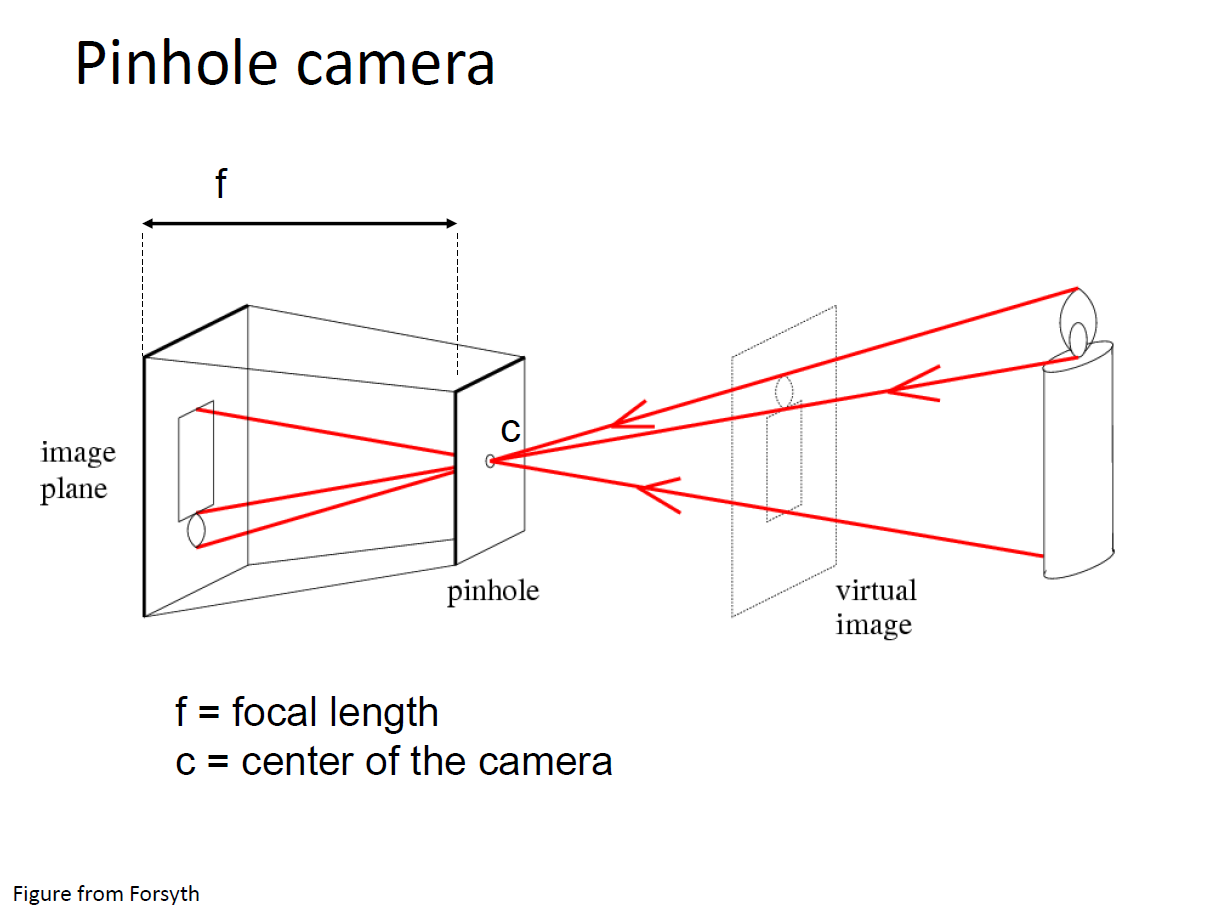 Pinhole camera
f
image
plane
c
pinhole
virtual
image
f = focal length
c = center of the camera
Figure from Forsyth